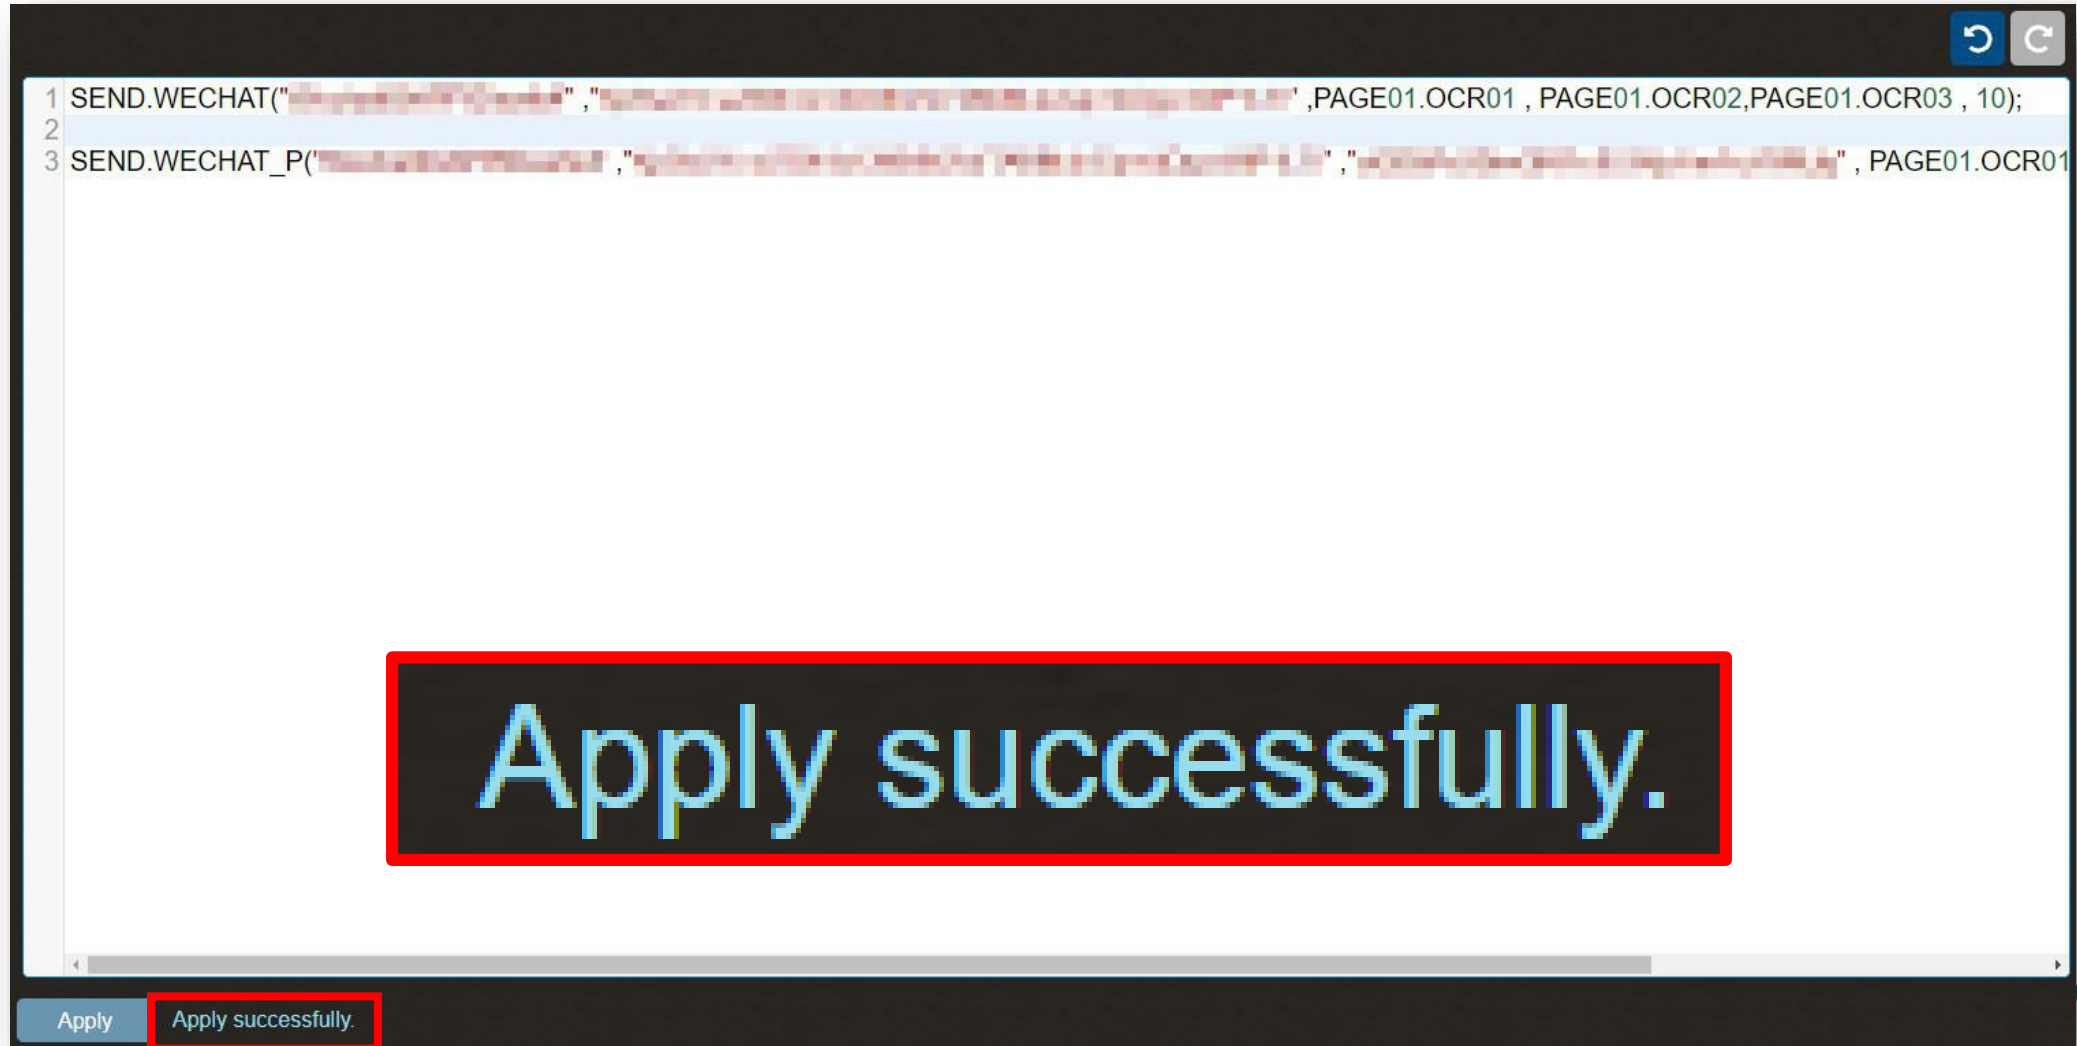 1 SEND.WECHAT(" " ," " ,PAGE01.OCR01 , PAGE01.OCR02,PAGE01.OCR03 , 10);
2
3 SEND.WECHAT_P(" ," " ," " , PAGE01.OCR01
Apply successfully.
Apply Apply successfully.